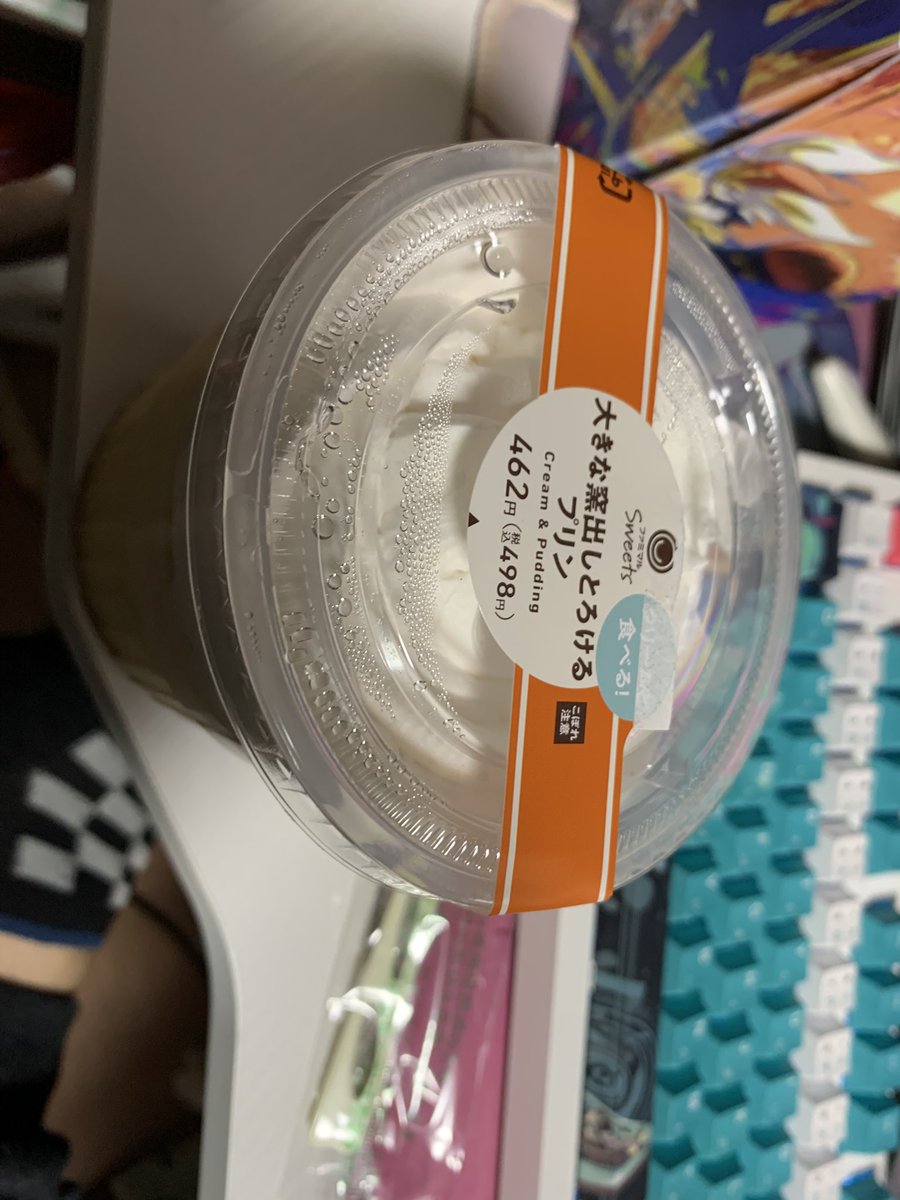 ファミマル
Sweets
大きな窯出しとろける
プリン
Cream & Pudding
462円(税込498円)
食べる!
こぼれ
注意